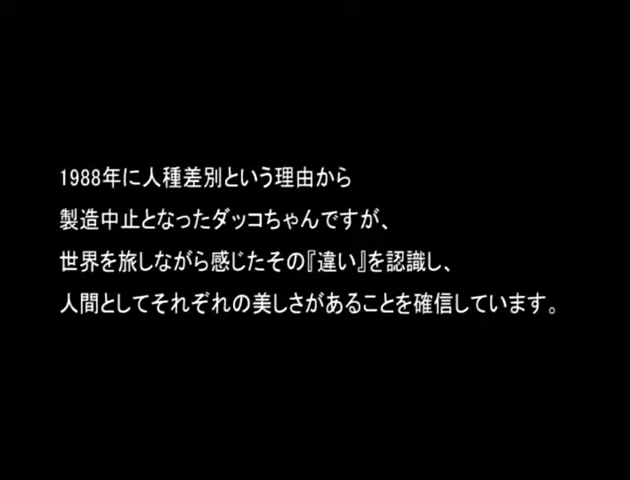 1988年に人種差別という理由から
製造中止となったダッコちゃんですが、
世界を旅しながら感じたその『違い』を認識し、
人間としてそれぞれの美しさがあることを確信しています。